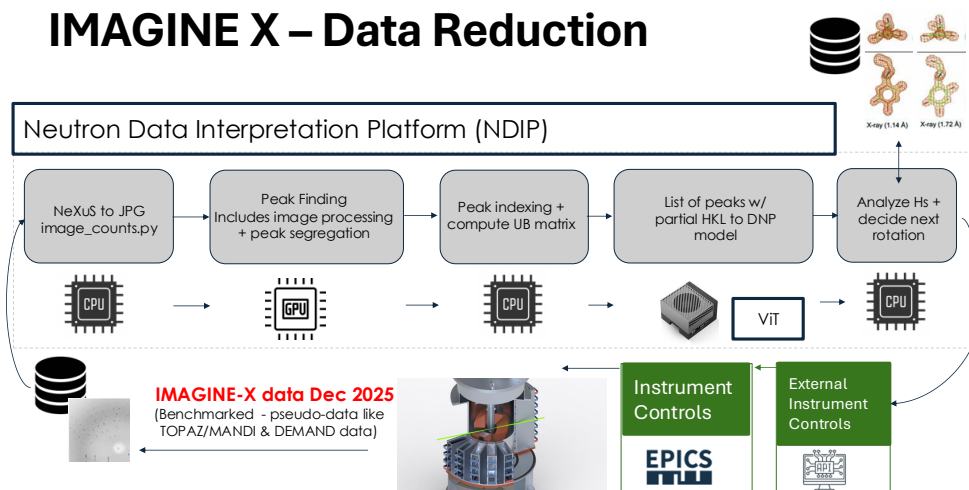 IMAGINE X – Data Reduction
X-ray (1.14 Å)
X-ray (1.72 Å)
Neutron Data Interpretation Platform (NDIP)
NeXuS to JPG
image_counts.py
Peak Finding
Includes image processing
+ peak segregation
Peak indexing +
compute UB matrix
List of peaks w/
partial HKL to DNP
model
Analyze Hs +
decide next
rotation
CPU
GPU
CPU
ViT
CPU
IMAGINE-X data Dec 2025
(Benchmarked - pseudo-data like
TOPAZ/MANDI & DEMAND data)
Instrument
Controls
EPICS
External
Instrument
Controls
API